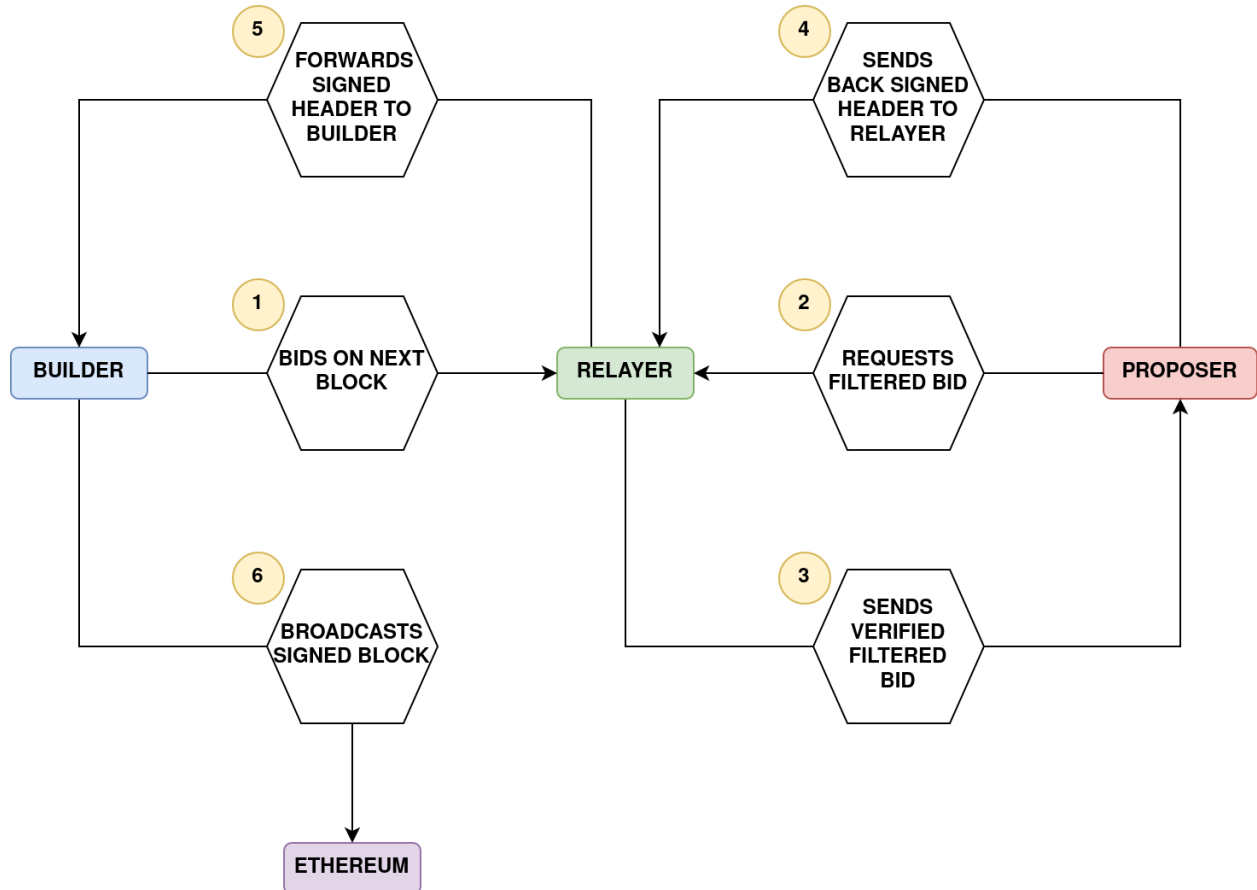 5
FORWARDS
SIGNED
HEADER TO
BUILDER
4
SENDS
BACK SIGNED
HEADER TO
RELAYER
1
BIDS ON NEXT
BLOCK
2
REQUESTS
FILTERED BID
BUILDER
RELAYER
PROPOSER
6
BROADCASTS
SIGNED BLOCK
3
SENDS
VERIFIED
FILTERED
BID
ETHEREUM